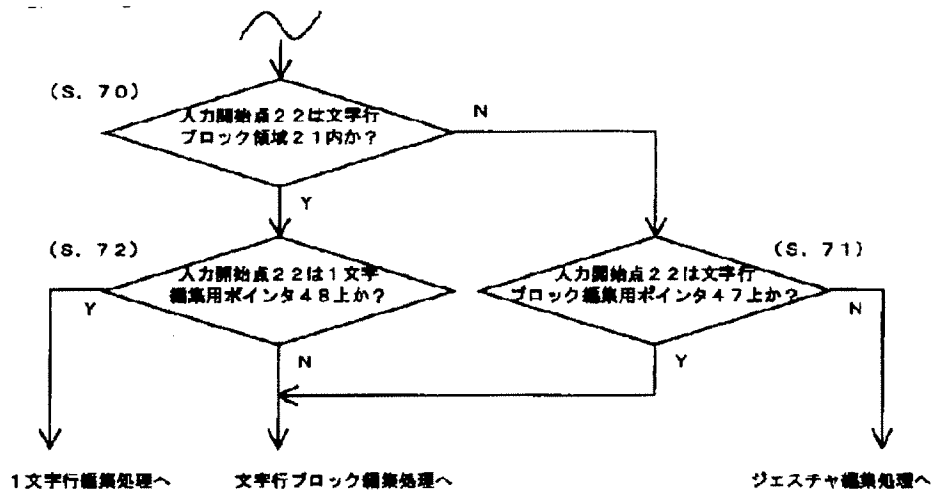 (S. 70)
入力開始点22は文字行
ブロック領域21内か?
N
Y
(S. 72)
入力開始点22は1文字
編集用ポインタ48上か?
Y
N
(S. 71)
入力開始点22は文字行
ブロック編集用ポインタ47上か?
N
Y
1文字行編集処理へ
文字行ブロック編集処理へ
ジェスチャ編集処理へ